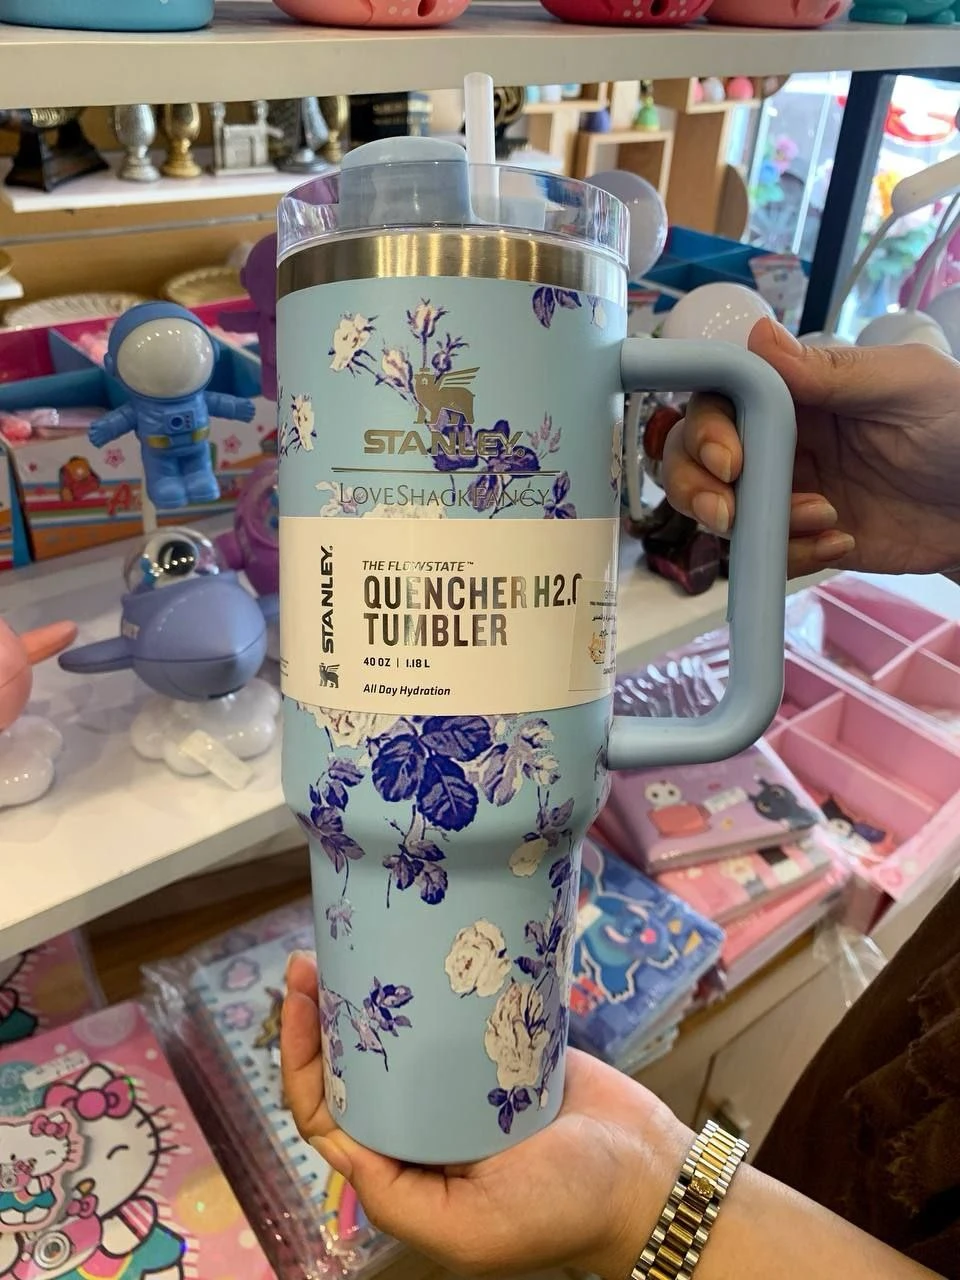 STANLEY.
LOVESHACKFANCY
STANLEY.
THE FLOWSTATE™
QUENCHER H2.0
TUMBLER
40 OZ | 1.18 L
All Day Hydration